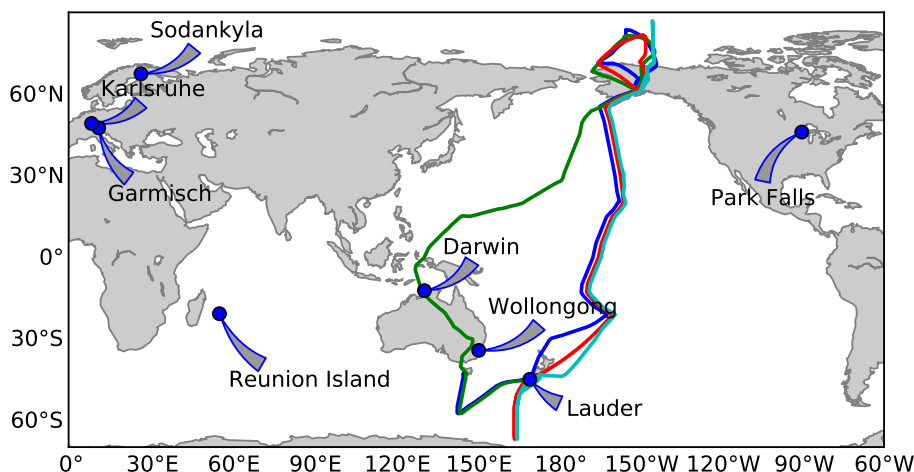 Sodankyla
60°N
Karlsruhe
30°N
Garmisch
Park Falls
0°
Darwin
Wollongong
30°S
Reunion Island
Lauder
60°S
0° 30°E 60°E 90°E 120°E 150°E 180° 150°W 120°W 90°W 60°W